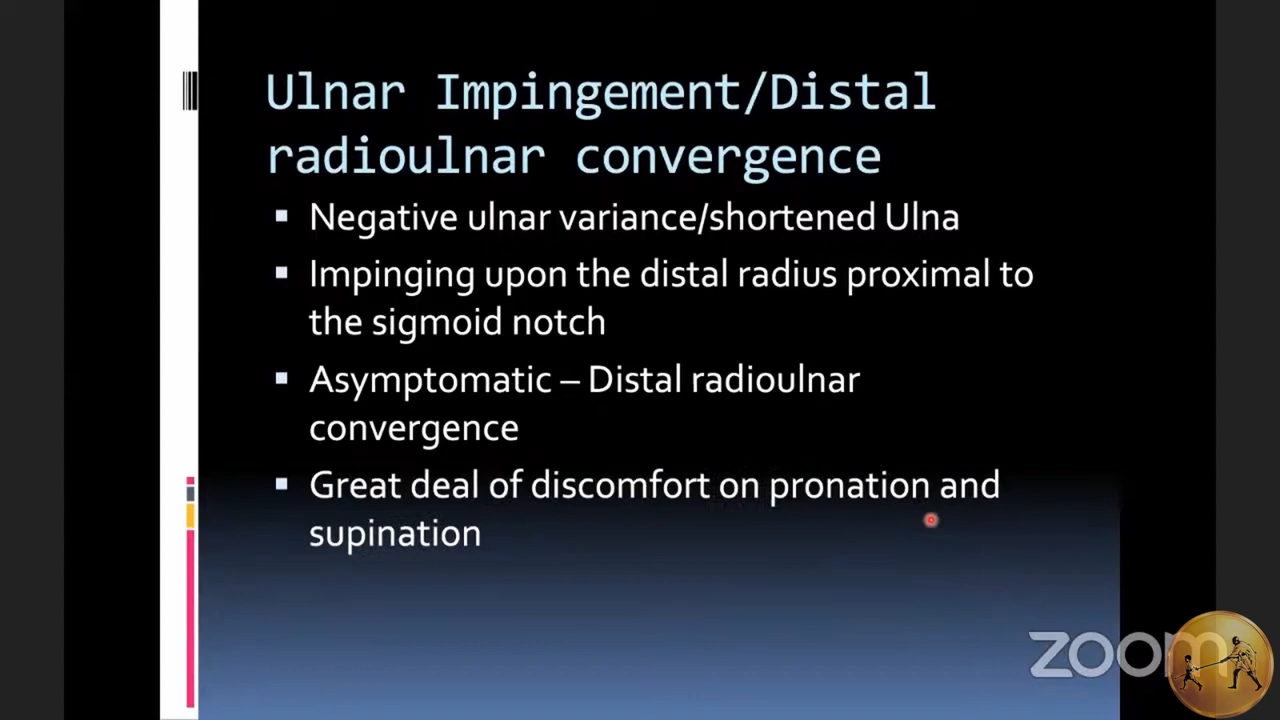 Ulnar Impingement/Distal
radioulnar convergence
Negative ulnar variance/shortened Ulna
Impinging upon the distal radius proximal to
the sigmoid notch
Asymptomatic – Distal radioulnar
convergence
Great deal of discomfort on pronation and
supination
zoom